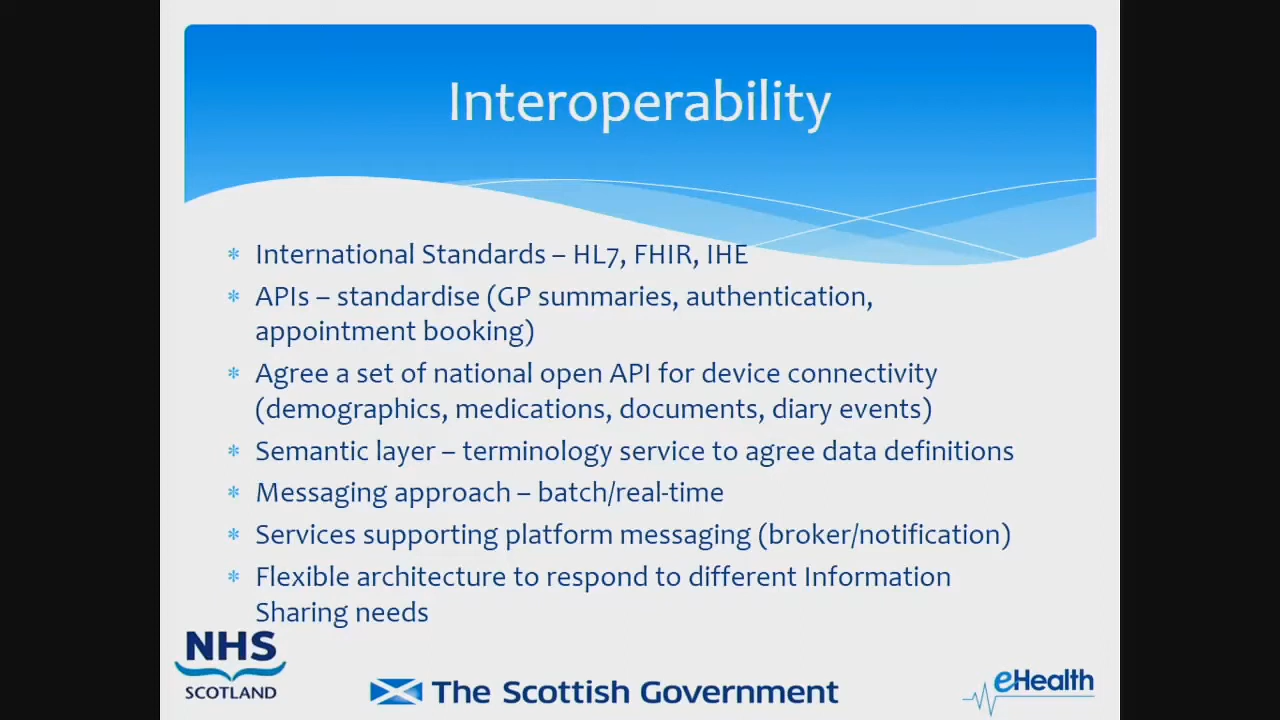 Interoperability
* International Standards – HL7, FHIR, IHE
* APIs – standardise (GP summaries, authentication,
appointment booking)
* Agree a set of national open API for device connectivity
(demographics, medications, documents, diary events)
* Semantic layer – terminology service to agree data definitions
* Messaging approach – batch/real-time
* Services supporting platform messaging (broker/notification)
* Flexible architecture to respond to different Information
Sharing needs
NHS
SCOTLAND
The Scottish Government
eHealth